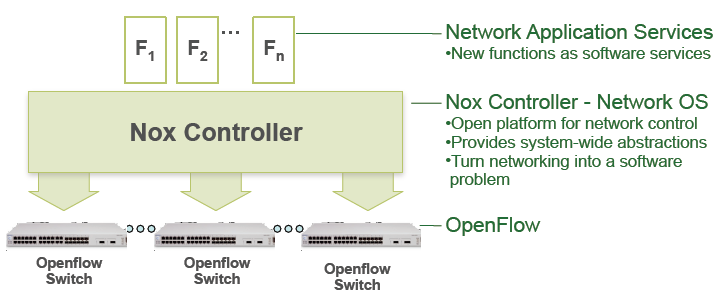 F1
F2
...
Fn
Network Application Services
•New functions as software services
Nox Controller
Nox Controller - Network OS
•Open platform for network control
•Provides system-wide abstractions
•Turn networking into a software
problem
OpenFlow
Openflow
Switch
Openflow
Switch
Openflow
Switch